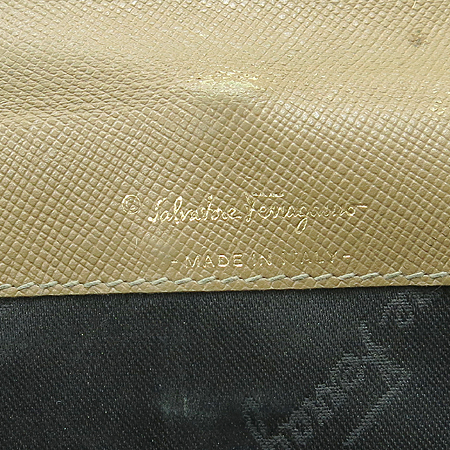 © Salvatore Ferragamo
- MADE IN ITALY -